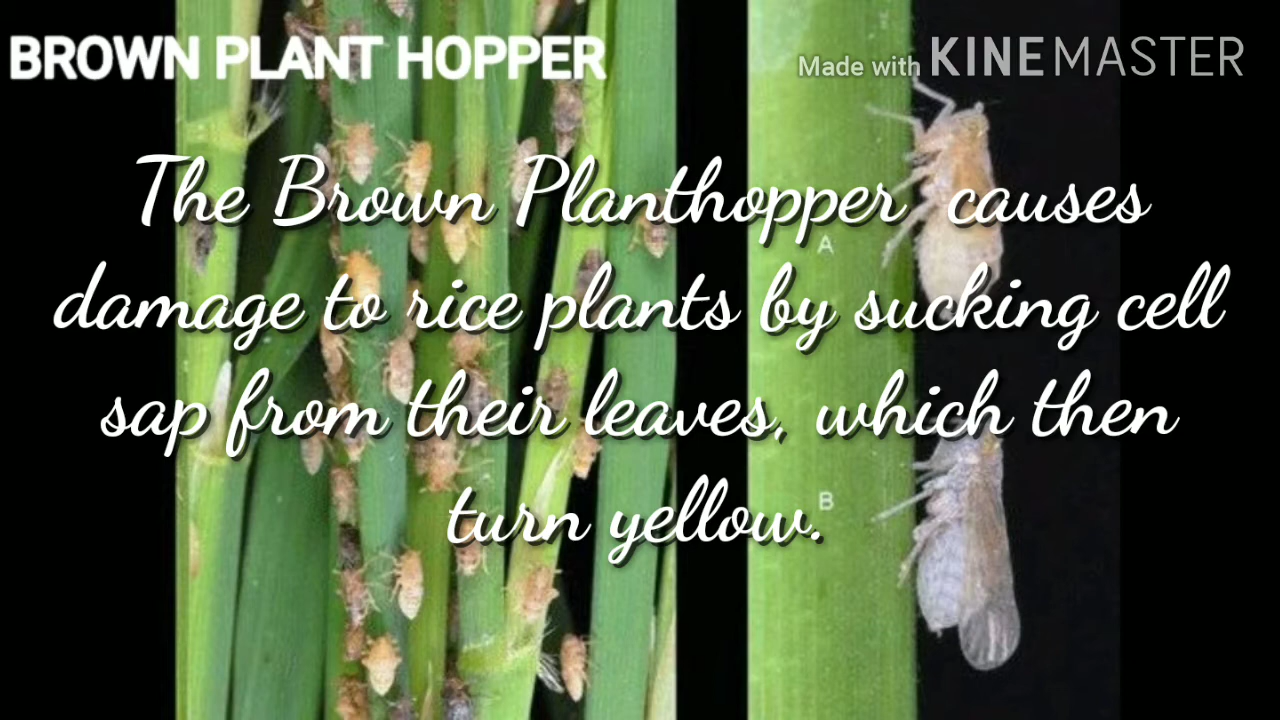 BROWN PLANT HOPPER
Made with KINEMASTER
The Brown Planthopper causes
damage to rice plants by sucking cell
sap from their leaves, which then
turn yellow.
A
B